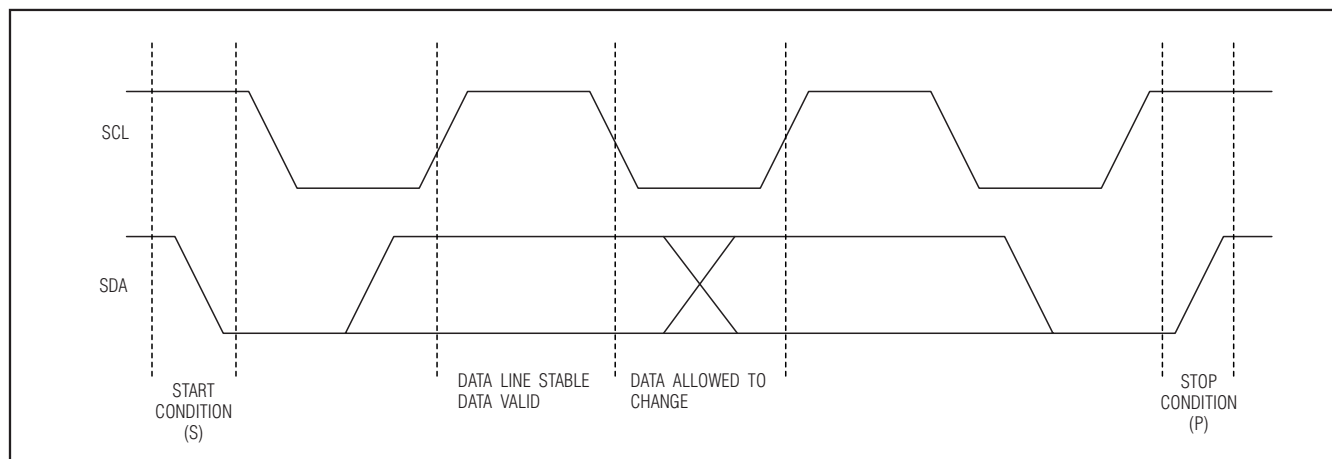 SCL
SDA
START
CONDITION
(S)
DATA LINE STABLE
DATA VALID
DATA ALLOWED TO
CHANGE
STOP
CONDITION
(P)